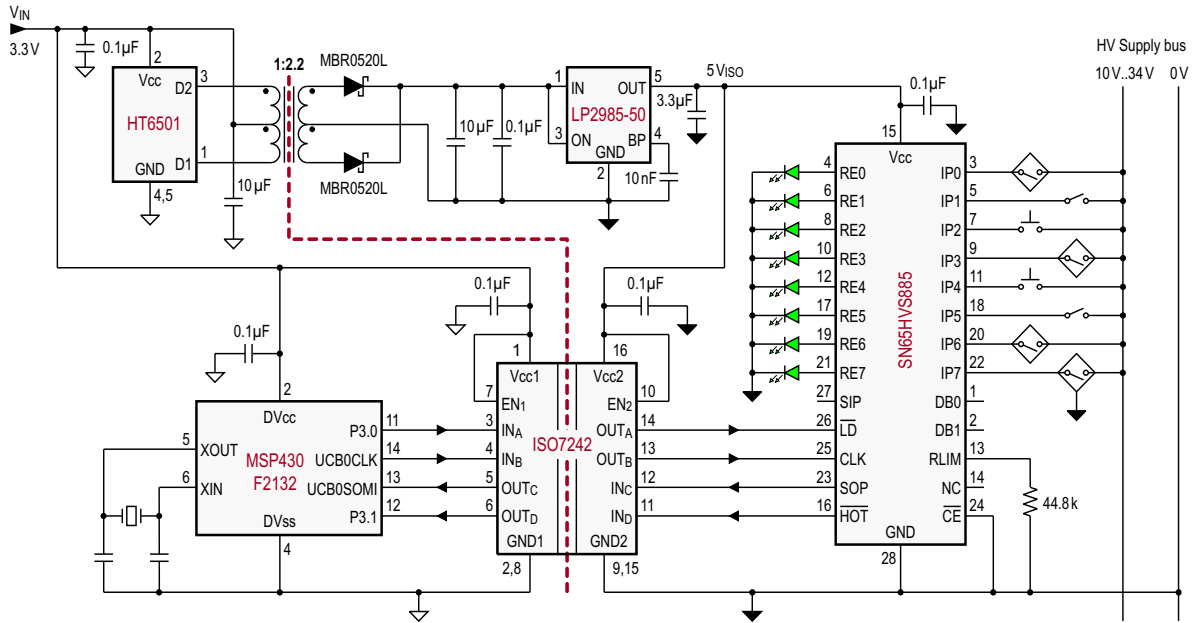 VIN
3.3 V
0.1µF
2
Vcc
HT6501
D2
3
D1
1
GND
4,5
10µF
1:2.2
MBR0520L
MBR0520L
10µF
0.1µF
1
IN
OUT
5
LP2985-50
3
ON
BP
4
GND
2
10nF
3.3µF
5VISO
0.1µF
HV Supply bus
10V..34V
0V
15
Vcc
4
RE0
IP0
3
6
RE1
IP1
5
8
RE2
IP2
7
10
RE3
IP3
9
12
RE4
IP4
11
17
RE5
IP5
18
19
RE6
IP6
20
21
RE7
IP7
22
27
SIP
DB0
1
26
LD
DB1
2
25
CLK
RLIM
13
23
SOP
NC
14
16
HOT
CE
24
SN65HVS885
GND
28
44.8k
0.1µF
0.1µF
0.1µF
2
DVcc
5
XOUT
P3.0
11
MSP430
F2132
UCB0CLK
14
6
XIN
UCB0SOMI
13
P3.1
12
DVss
4
1
Vcc1
16
Vcc2
7
EN1
EN2
10
3
INA
OUTA
14
ISO7242
4
INB
OUTB
13
5
OUTC
INC
12
6
OUTD
IND
11
GND1
GND2
2,8
9,15